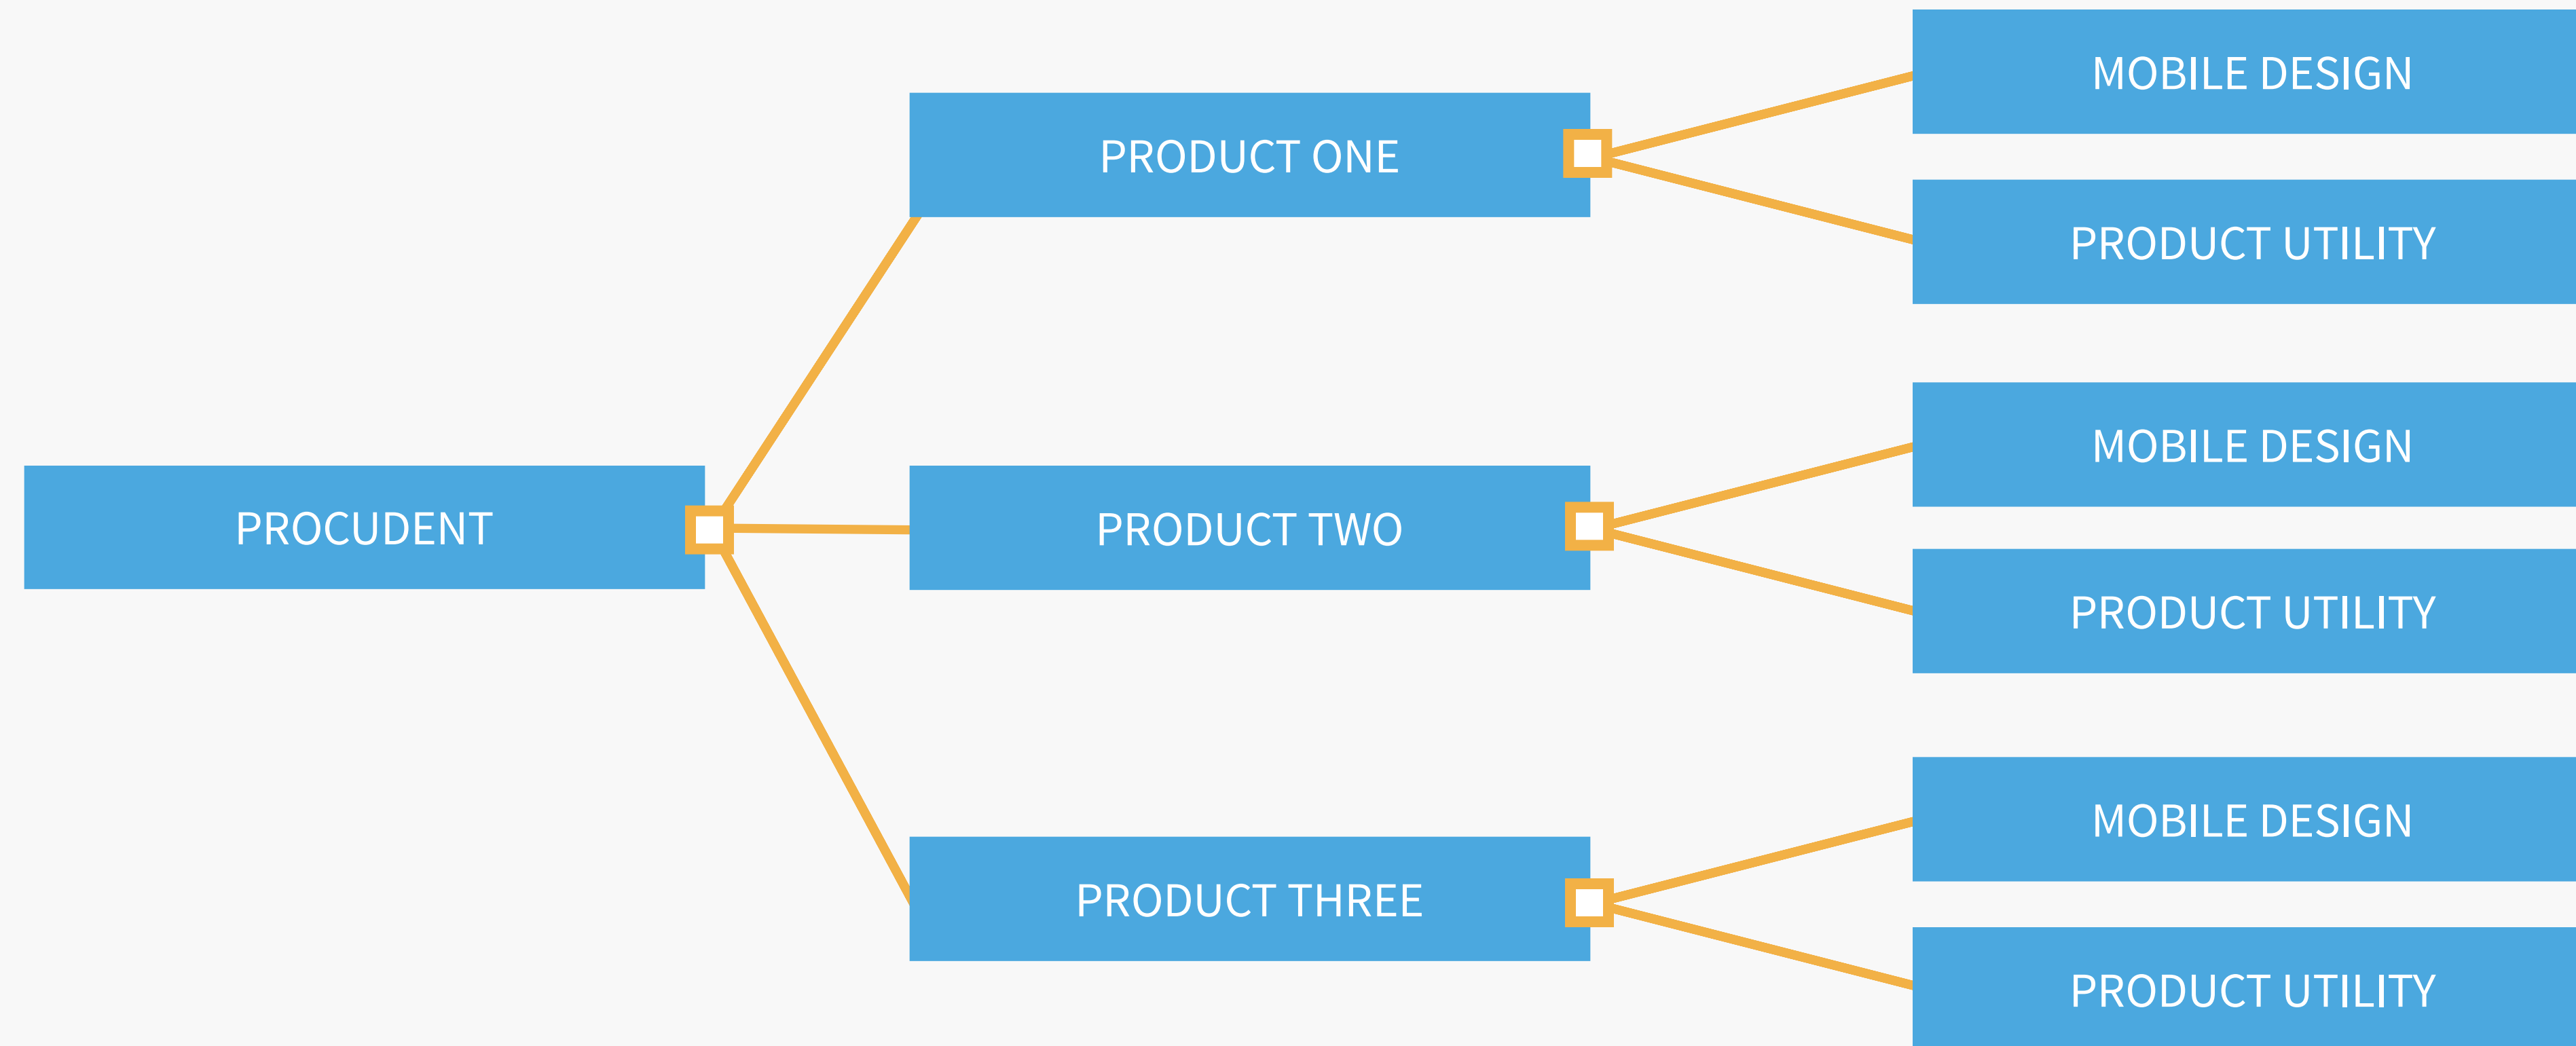 PROCUDENT
PRODUCT ONE
MOBILE DESIGN
PRODUCT UTILITY
PRODUCT TWO
MOBILE DESIGN
PRODUCT UTILITY
PRODUCT THREE
MOBILE DESIGN
PRODUCT UTILITY